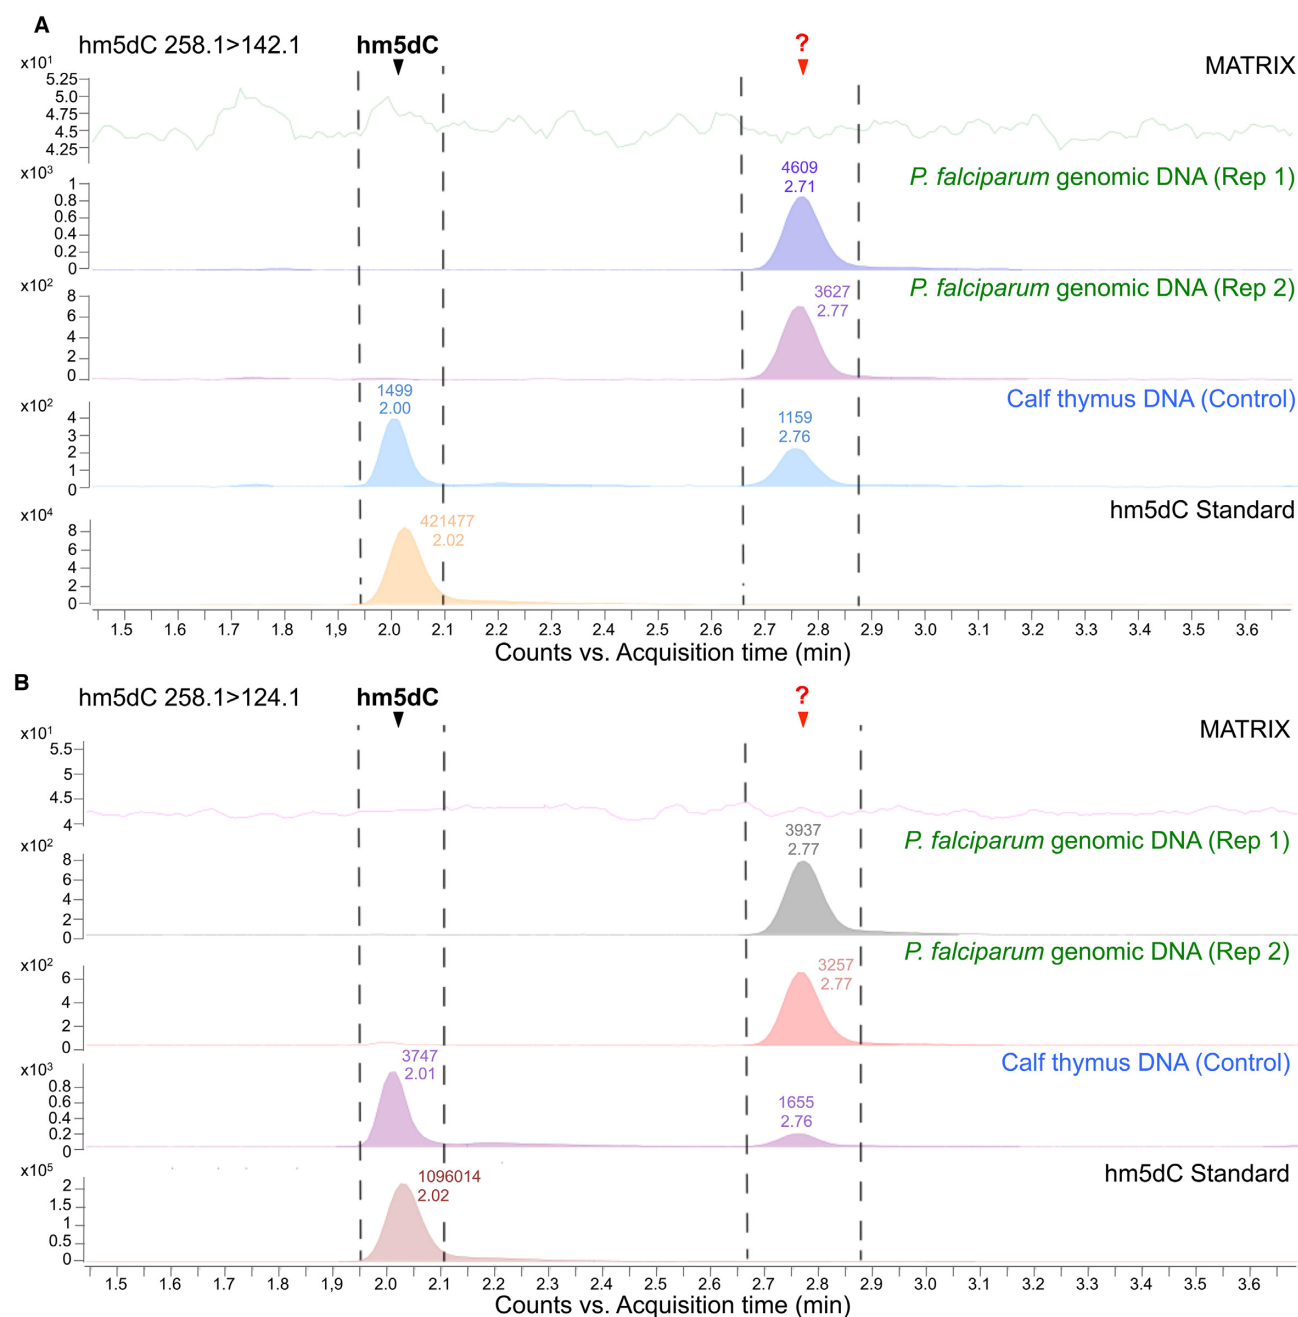 A
hm5dC 258.1>142.1 hm5dC ?
MATRIX
x10¹
5.25
5.0
4.75
4.5
4.25
x10³
P. falciparum genomic DNA (Rep 1)
4609
2.71
1
0.8
0.6
0.4
0.2
0
x10²
P. falciparum genomic DNA (Rep 2)
3627
2.77
8
6
4
2
0
x10²
Calf thymus DNA (Control)
1499
2.00
1159
2.76
4
3
2
1
0
x10⁴
hm5dC Standard
421477
2.02
8
6
4
2
0
1.5 1.6 1.7 1.8 1,9 2.0 2.1 2.2 2.3 2.4 2.5 2.6 2.7 2.8 2.9 3.0 3.1 3.2 3.3 3.4 3.5 3.6
Counts vs. Acquisition time (min)
B
hm5dC 258.1>124.1 hm5dC ?
MATRIX
x10¹
5.5
5
4.5
4
x10²
P. falciparum genomic DNA (Rep 1)
3937
2.77
8
6
4
2
0
x10²
P. falciparum genomic DNA (Rep 2)
3257
2.77
6
4
2
0
x10³
Calf thymus DNA (Control)
3747
2.01
1655
2.76
0.8
0.6
0.4
0.2
0
x10⁵
hm5dC Standard
1096014
2.02
2
1.5
1
0.5
0
1.5 1.6 1.7 1.8 1,9 2.0 2.1 2.2 2.3 2.4 2.5 2.6 2.7 2.8 2.9 3.0 3.1 3.2 3.3 3.4 3.5 3.6
Counts vs. Acquisition time (min)